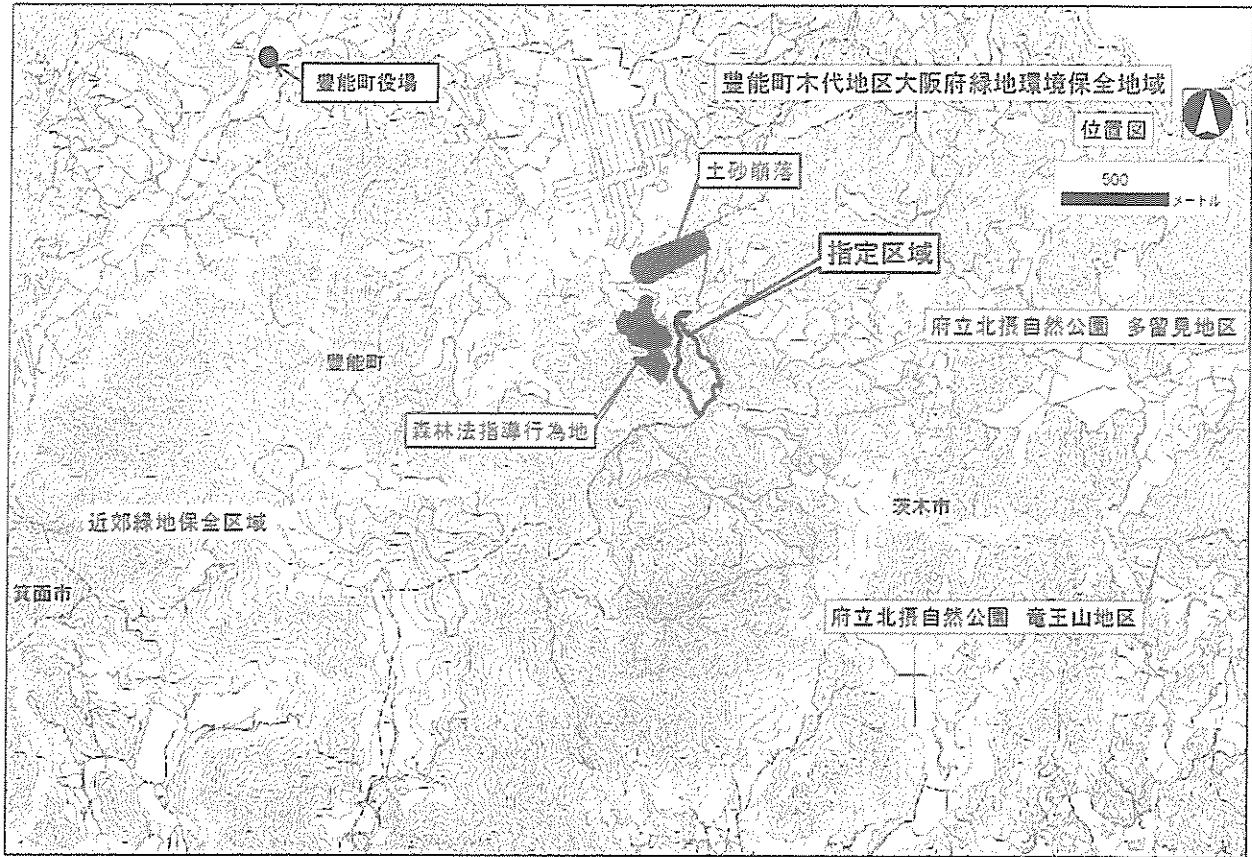 豊能町役場
豊能町木代地区大阪府緑地環境保全地域
位置図
500
メートル
土砂崩落
指定区域
府立北摂自然公園 多留見地区
豊能町
森林法指導行為地
茨木市
近郊緑地保全区域
箕面市
府立北摂自然公園 竜王山地区